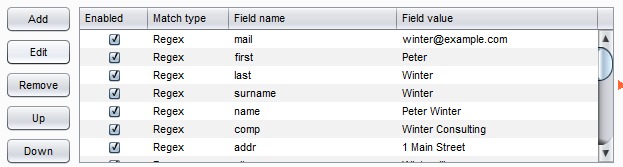 Add
Edit
Remove
Up
Down
Enabled Match type Field name Field value
Regex mail winter@example.com
Regex first Peter
Regex last Winter
Regex surname Winter
Regex name Peter Winter
Regex comp Winter Consulting
Regex addr 1 Main Street